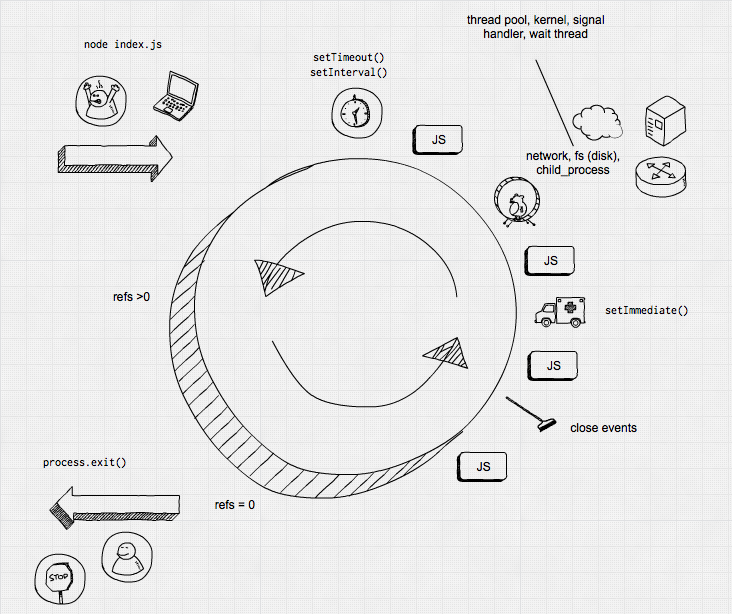 node index.js
setTimeout()
setInterval()
thread pool, kernel, signal
handler, wait thread
JS
network, fs (disk),
child_process
JS
refs >0
setImmediate()
JS
close events
process.exit()
JS
refs = 0
STOP